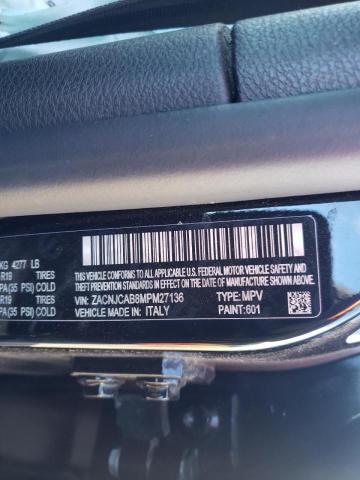 KG 4277 LB
R19 TIRES
PA(35 PSI) COLD
R19 TIRES
PA(35 PSI) COLD
THIS VEHICLE CONFORMS TO ALL APPLICABLE U.S. FEDERAL MOTOR VEHICLE SAFETY,
BUMPER, AND THEFT PREVENTION STANDARDS IN EFFECT ON THE DATE OF
MANUFACTURE SHOWN ABOVE.
VIN: ZACNJCAB8MPM27136 TYPE: MPV
MADE IN: ITALY PAINT:601